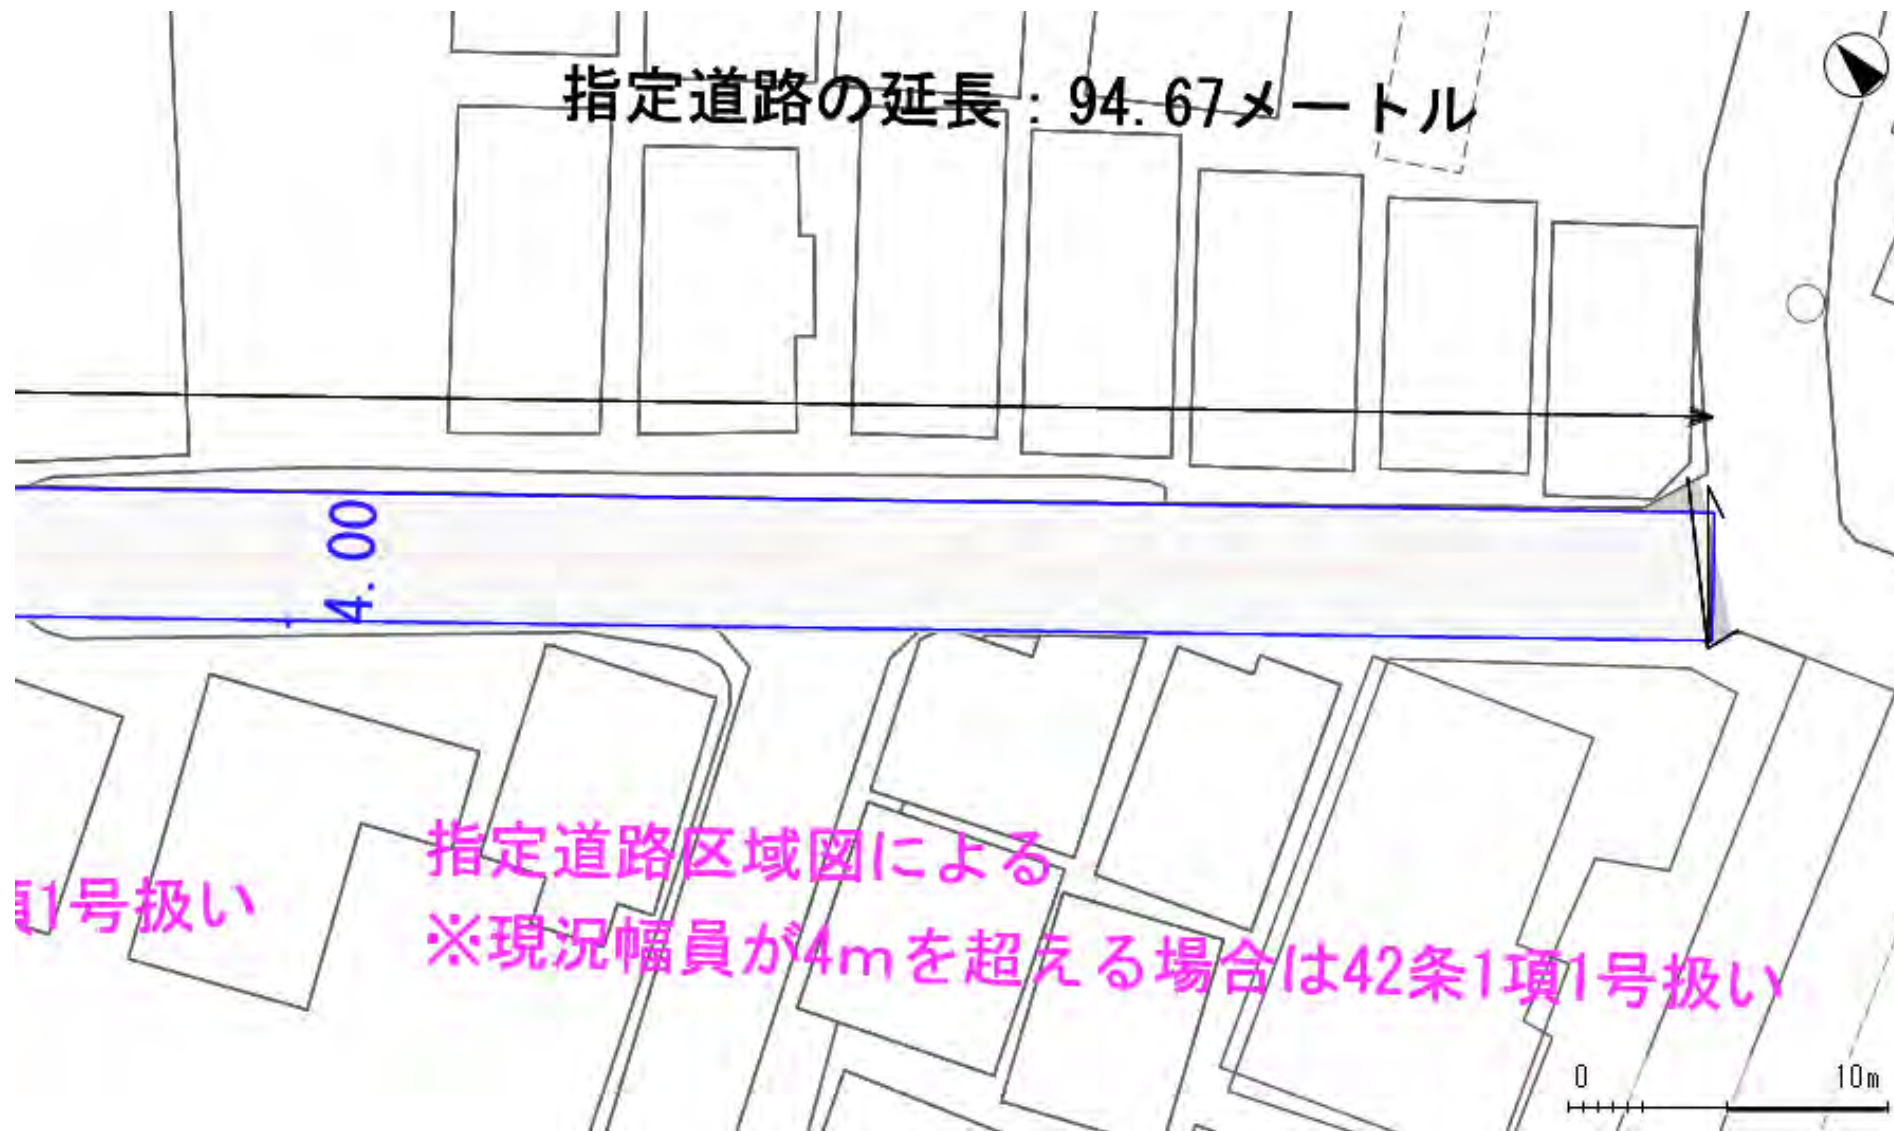 指定道路の延長：94.67メートル
4.00
指定道路区域図による
項1号扱い
※現況幅員が4mを超える場合は42条1項1号扱い
0 10m